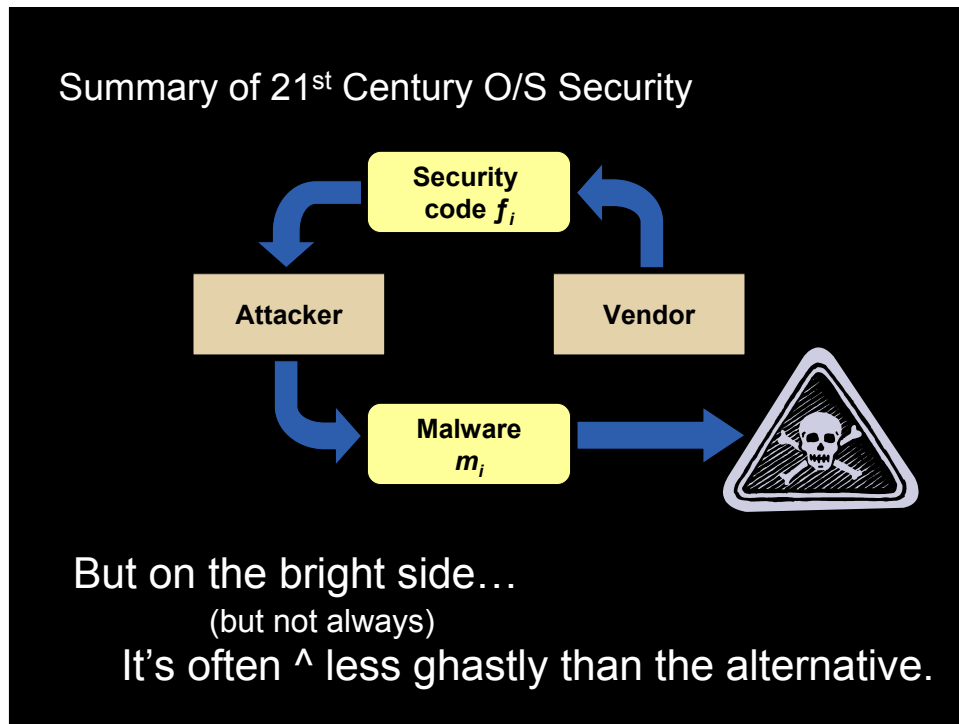 Summary of 21st Century O/S Security
Security
code fi
Attacker
Vendor
Malware
mi
But on the bright side…
(but not always)
It's often ^ less ghastly than the alternative.